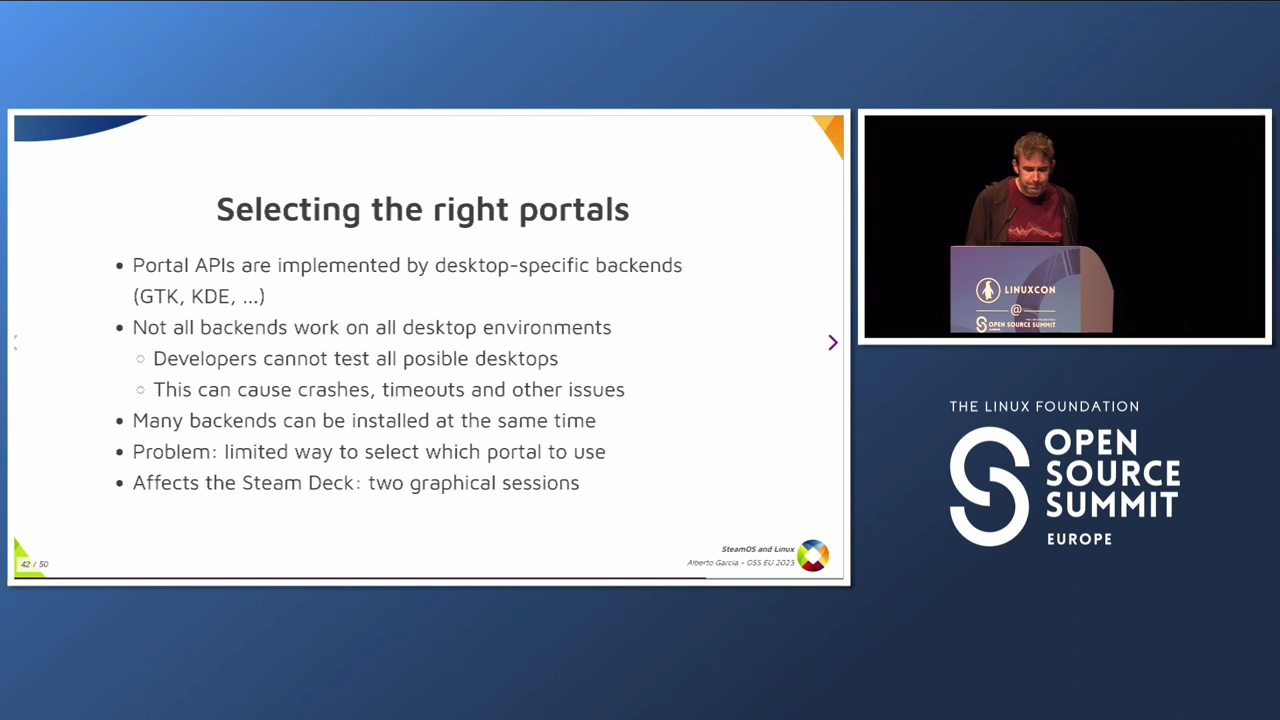 Selecting the right portals
• Portal APIs are implemented by desktop-specific backends
(GTK, KDE, ...)
• Not all backends work on all desktop environments
○ Developers cannot test all posible desktops
○ This can cause crashes, timeouts and other issues
• Many backends can be installed at the same time
• Problem: limited way to select which portal to use
• Affects the Steam Deck: two graphical sessions
42 / 50
SteamOS and Linux
Alberto Garcia - OSS EU 2023
LINUXCON
@
THE LINUX FOUNDATION
OPEN SOURCE SUMMIT
THE LINUX FOUNDATION
OPEN
SOURCE
SUMMIT
EUROPE